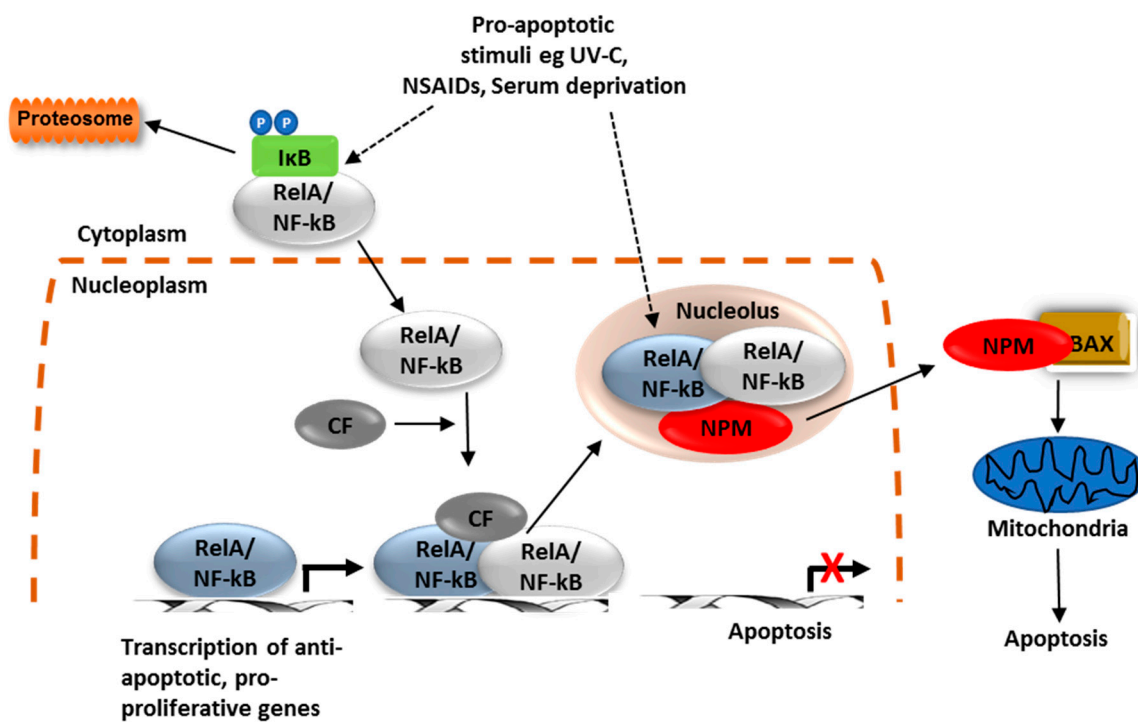 Pro-apoptotic
stimuli eg UV-C,
NSAIDs, Serum deprivation
Proteosome
P P
IκB
RelA/
NF-kB
Cytoplasm
Nucleoplasm
RelA/
NF-kB
CF
Nucleolus
RelA/
NF-kB
RelA/
NF-kB
NPM
NPM
BAX
Mitochondria
Apoptosis
CF
RelA/
NF-kB
RelA/
NF-kB
RelA/
NF-kB
X
Transcription of anti-
apoptotic, pro-
proliferative genes
Apoptosis